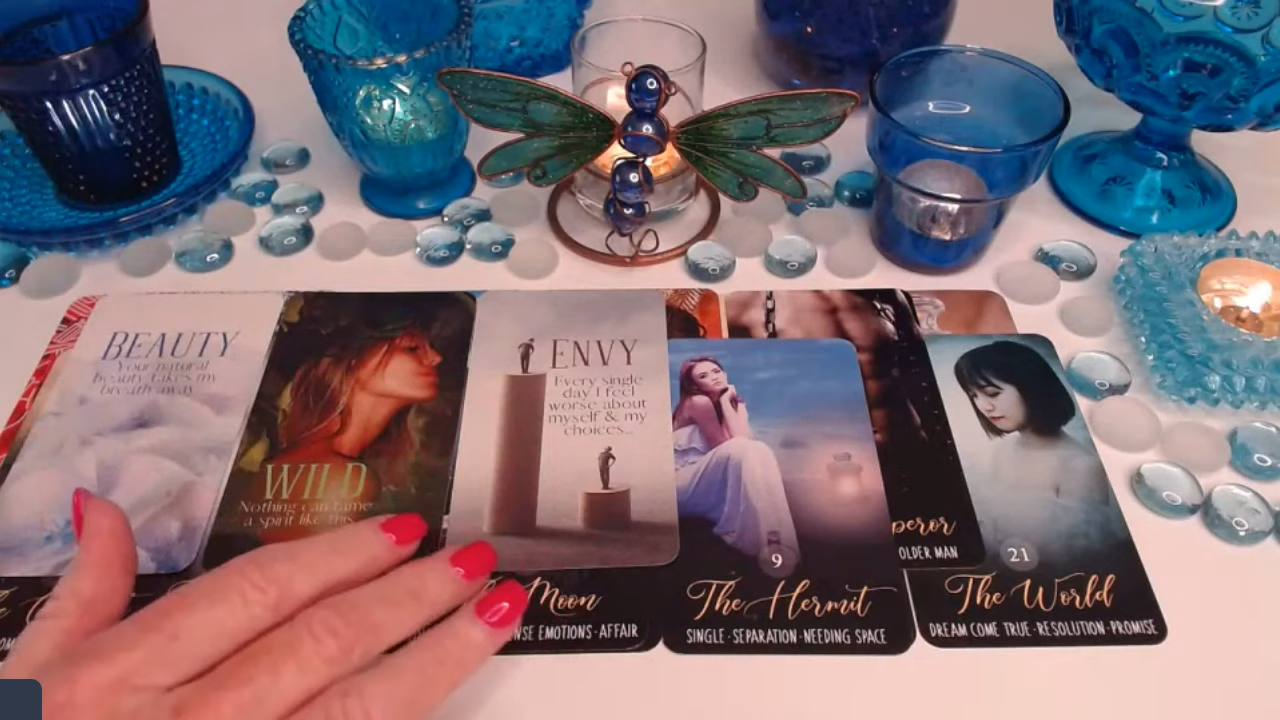 BEAUTY
Your natural
beauty takes my
breath away
WILD
Nothing can tame
a spirit like this...
ENVY
Every single
day I feel
worse about
myself & my
choices...
Moon
EMOTIONS · AFFAIR
9
The Hermit
SINGLE · SEPARATION · NEEDING SPACE
OLDER MAN
21
The World
DREAM COME TRUE · RESOLUTION · PROMISE